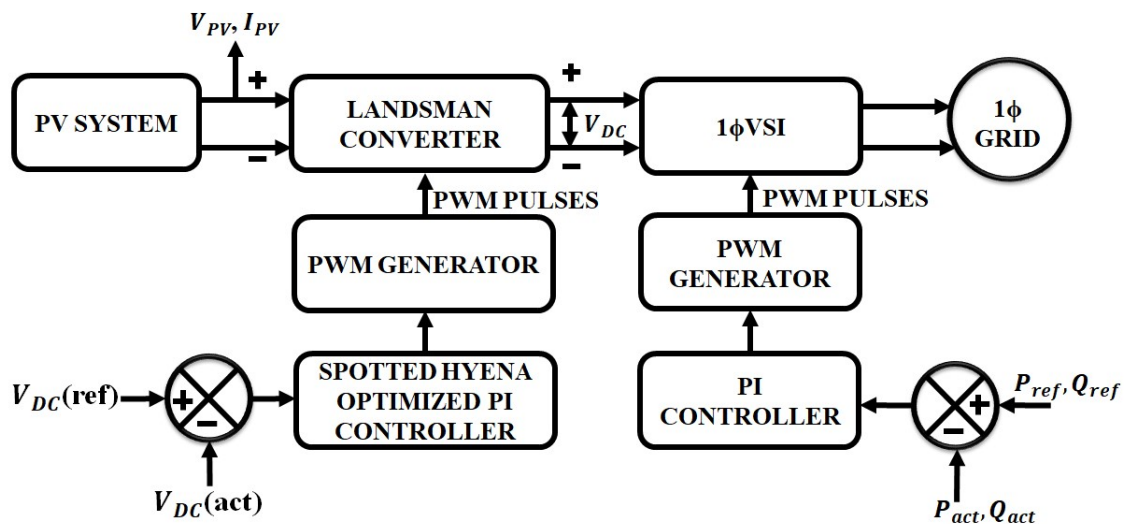 V_PV, I_PV
+
+
PV SYSTEM
LANDSMAN
CONVERTER
V_DC
1ϕVSI
1ϕ
GRID
−
−
PWM PULSES
PWM PULSES
PWM GENERATOR
PWM
GENERATOR
SPOTTED HYENA
OPTIMIZED PI
CONTROLLER
PI
CONTROLLER
V_DC(ref)
+
−
+
−
P_ref, Q_ref
V_DC(act)
P_act, Q_act